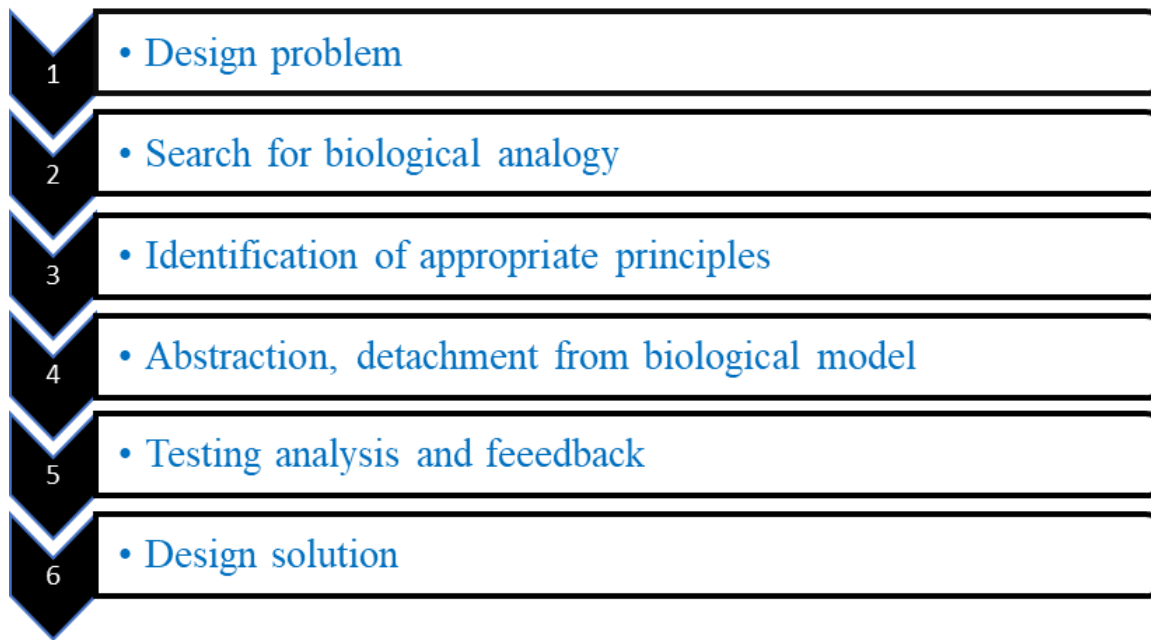 1 • Design problem
2 • Search for biological analogy
3 • Identification of appropriate principles
4 • Abstraction, detachment from biological model
5 • Testing analysis and feeedback
6 • Design solution